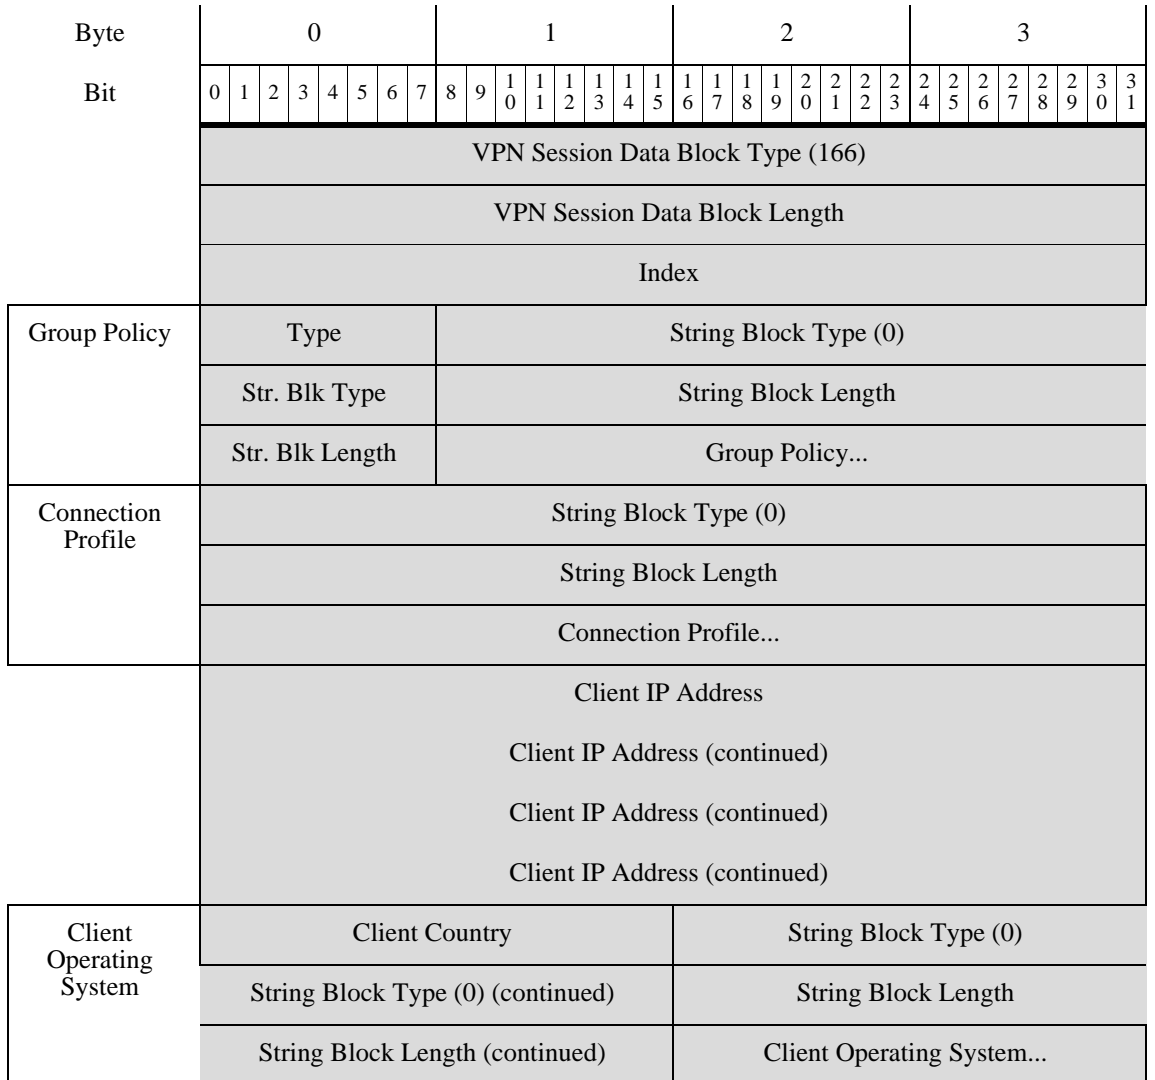 Byte 0 1 2 3
Bit 0 1 2 3 4 5 6 7 8 9 10 11 12 13 14 15 16 17 18 19 20 21 22 23 24 25 26 27 28 29 30 31
VPN Session Data Block Type (166)
VPN Session Data Block Length
Index
Group Policy Type String Block Type (0)
Str. Blk Type String Block Length
Str. Blk Length Group Policy...
Connection
Profile
String Block Type (0)
String Block Length
Connection Profile...
Client IP Address
Client IP Address (continued)
Client IP Address (continued)
Client IP Address (continued)
Client
Operating
System
Client Country String Block Type (0)
String Block Type (0) (continued) String Block Length
String Block Length (continued) Client Operating System...